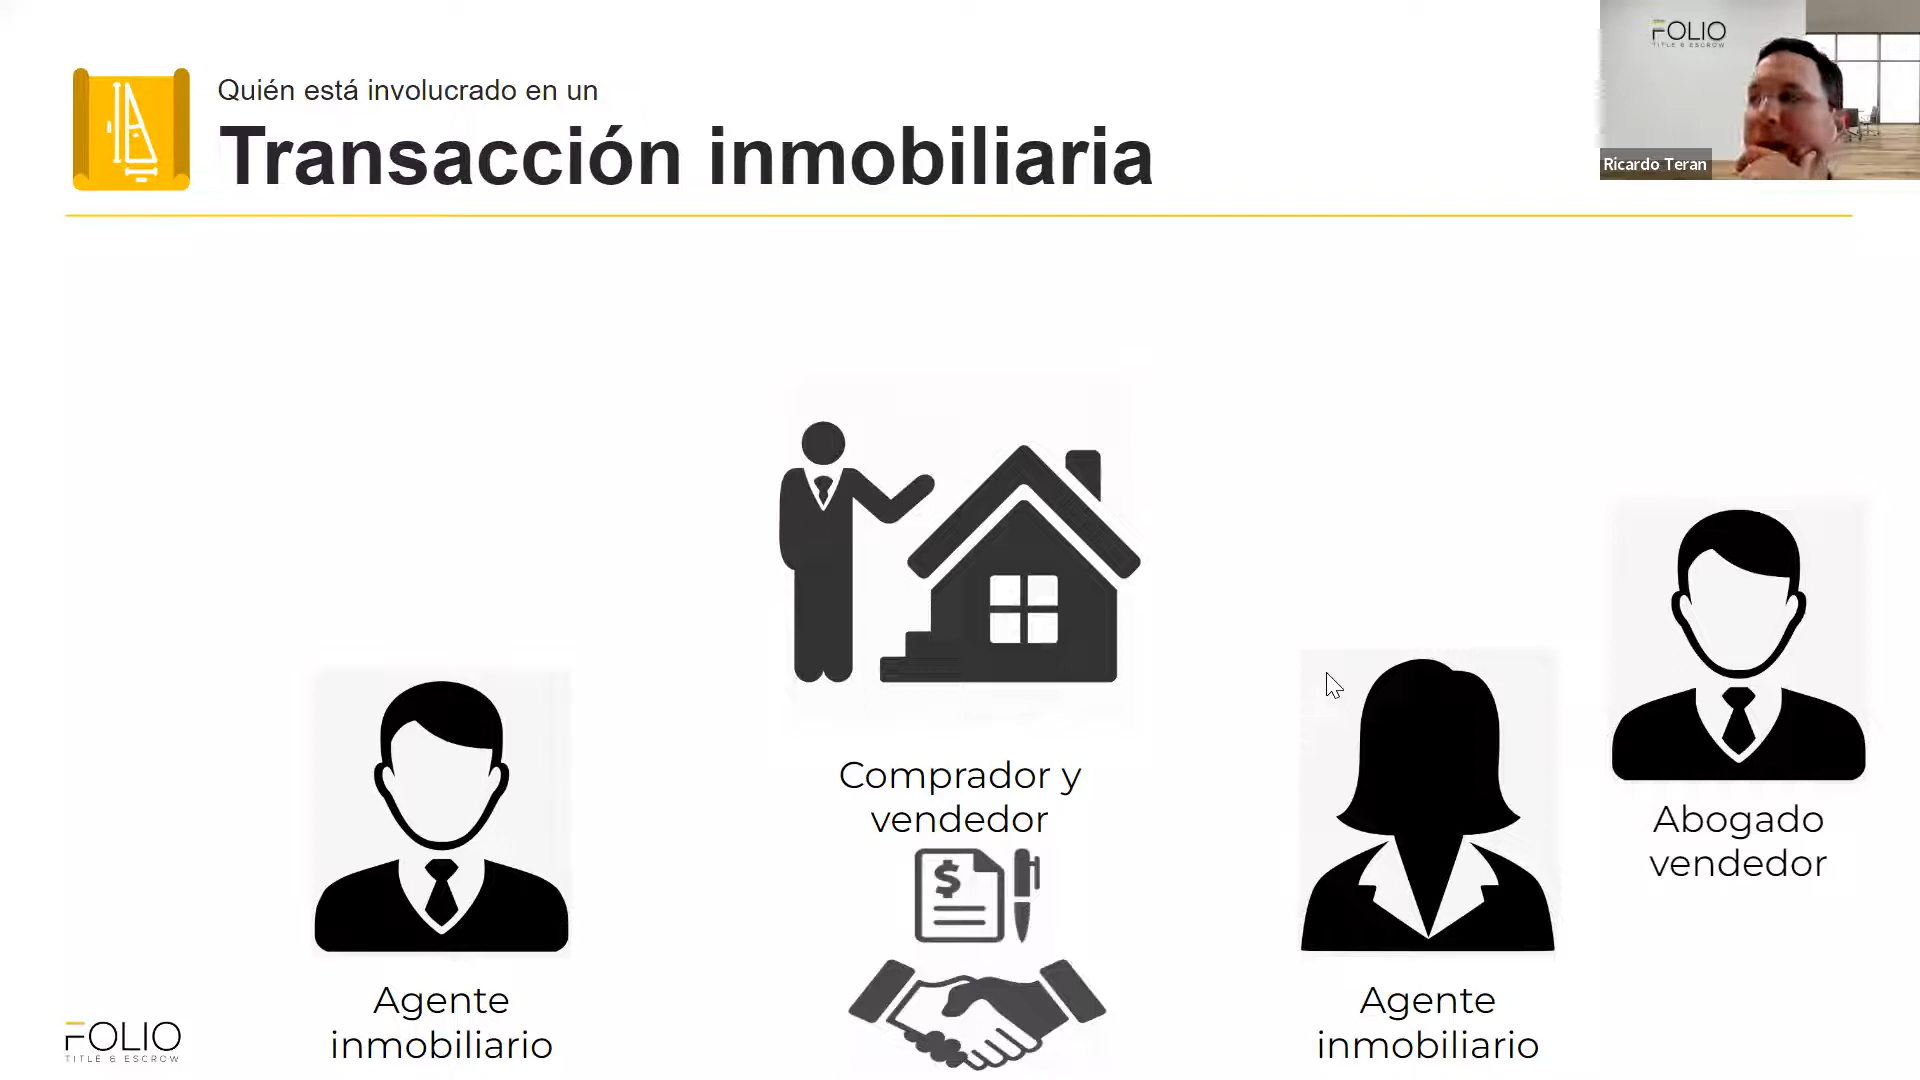 Quién está involucrado en un
Transacción inmobiliaria
FOLIO
TITLE & ESCROW
Ricardo Teran
Comprador y
vendedor
$
Abogado
vendedor
Agente
inmobiliario
Agente
inmobiliario
FOLIO
TITLE & ESCROW